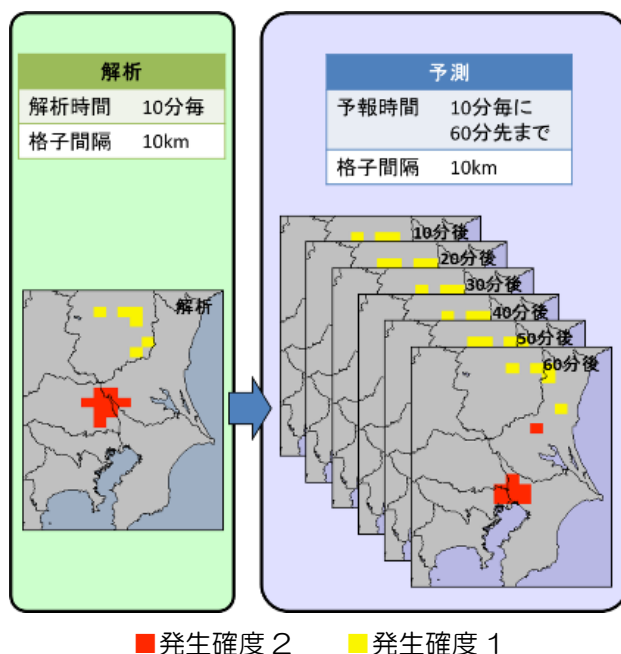 解析
解析時間 10分毎
格子間隔 10km
解析
予測
予報時間 10分毎に
60分先まで
格子間隔 10km
10分後
20分後
30分後
40分後
50分後
60分後
■発生確度2 ■発生確度1